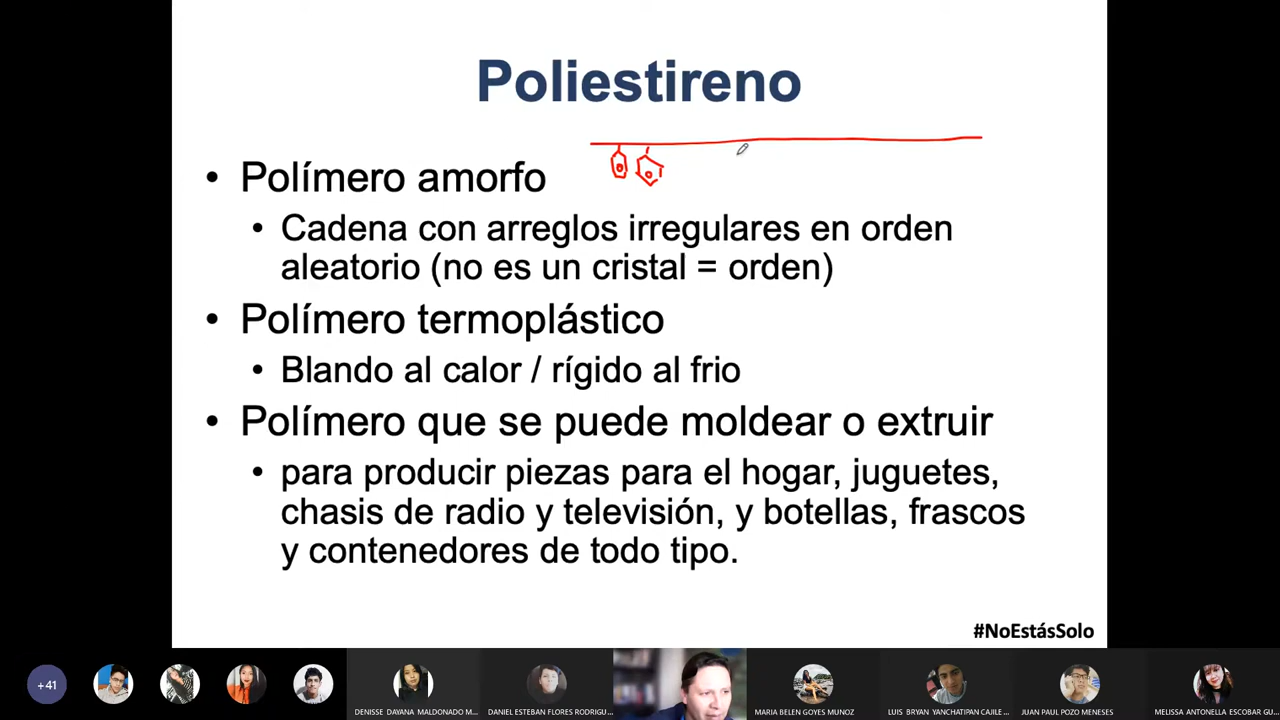 Poliestireno
• Polímero amorfo
• Cadena con arreglos irregulares en orden
aleatorio (no es un cristal = orden)
• Polímero termoplástico
• Blando al calor / rígido al frio
• Polímero que se puede moldear o extruir
• para producir piezas para el hogar, juguetes,
chasis de radio y televisión, y botellas, frascos
y contenedores de todo tipo.
#NoEstásSolo
+41
DENISSE DAYANA MALDONADO M...
DANIEL ESTEBAN FLORES RODRIGU...
MARIA BELEN GOYES MUNOZ
LUIS BRYAN YANCHATIPAN CAJILE...
JUAN PAUL POZO MENESES
MELISSA ANTONELLA ESCOBAR GU...